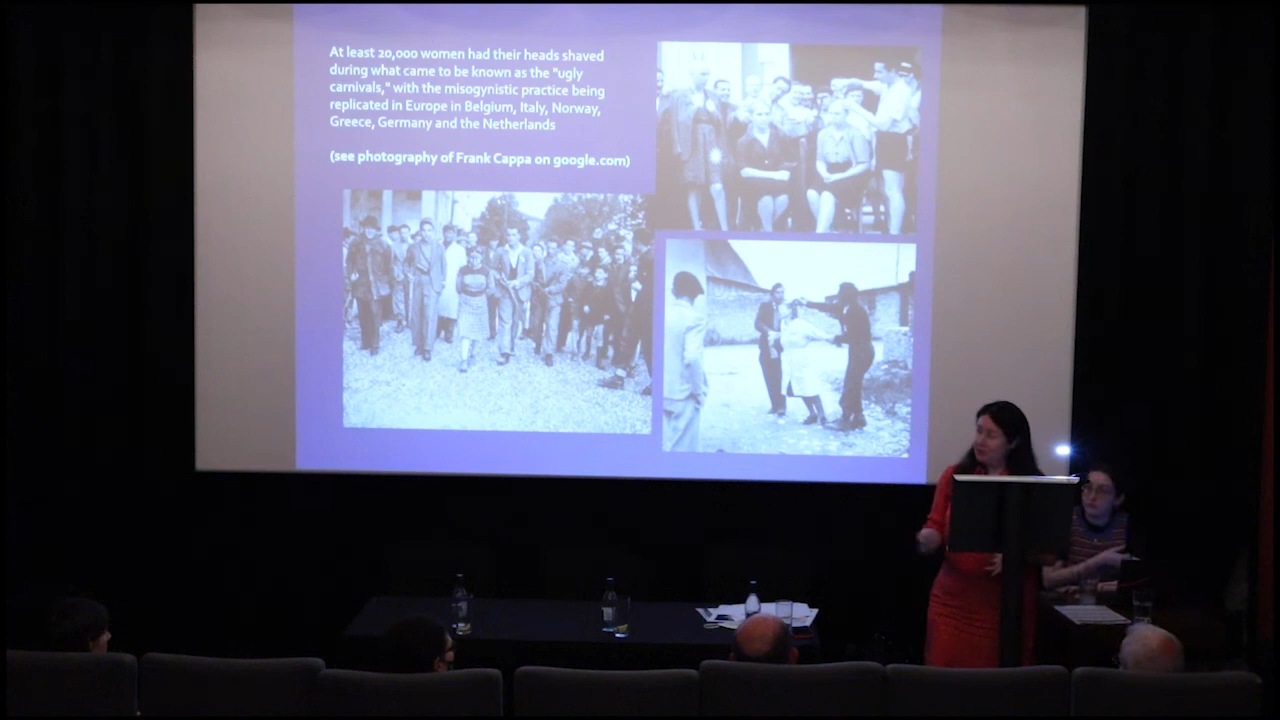 At least 20,000 women had their heads shaved
during what came to be known as the "ugly
carnivals," with the misogynistic practice being
replicated in Europe in Belgium, Italy, Norway,
Greece, Germany and the Netherlands
(see photography of Frank Cappa on google.com)